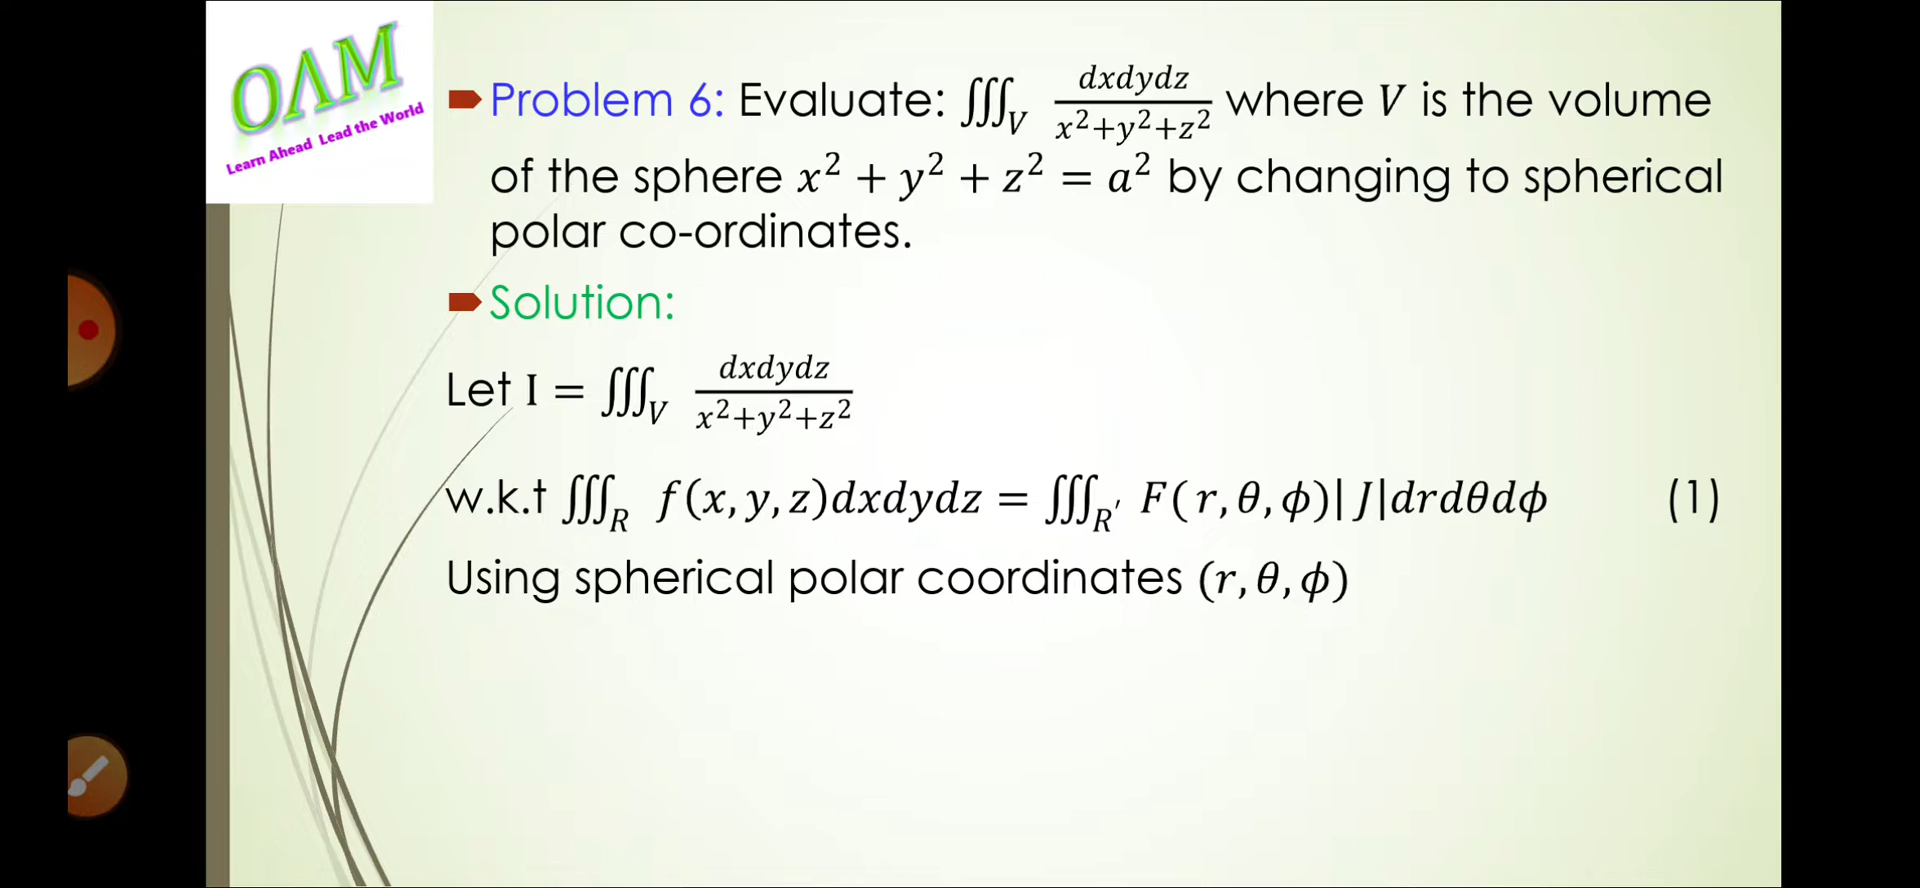 OΛM
Learn Ahead Lead the World
Problem 6: Evaluate: ∭_V dxdydz/(x²+y²+z²) where V is the volume
of the sphere x² + y² + z² = a² by changing to spherical
polar co-ordinates.
Solution:
Let I = ∭_V dxdydz/(x²+y²+z²)
w.k.t ∭_R f(x, y, z)dxdydz = ∭_R′ F(r, θ, ϕ)|J|drdθdϕ (1)
Using spherical polar coordinates (r, θ, ϕ)